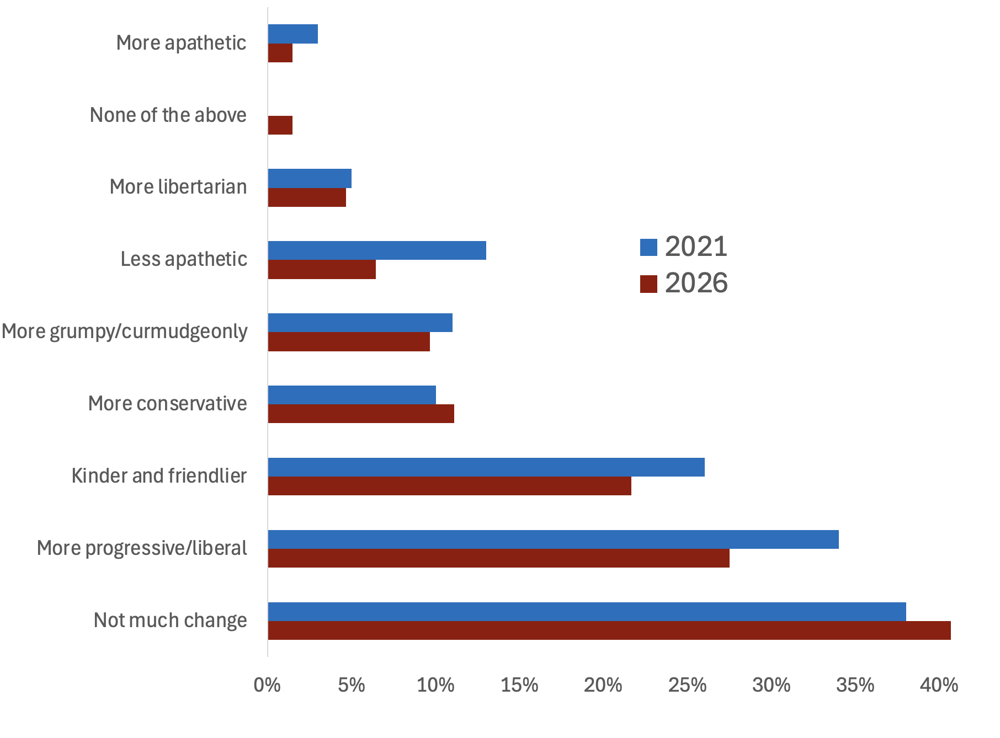 More apathetic
None of the above
More libertarian
Less apathetic
More grumpy/curmudgeonly
More conservative
Kinder and friendlier
More progressive/liberal
Not much change
2021
2026
0% 5% 10% 15% 20% 25% 30% 35% 40%